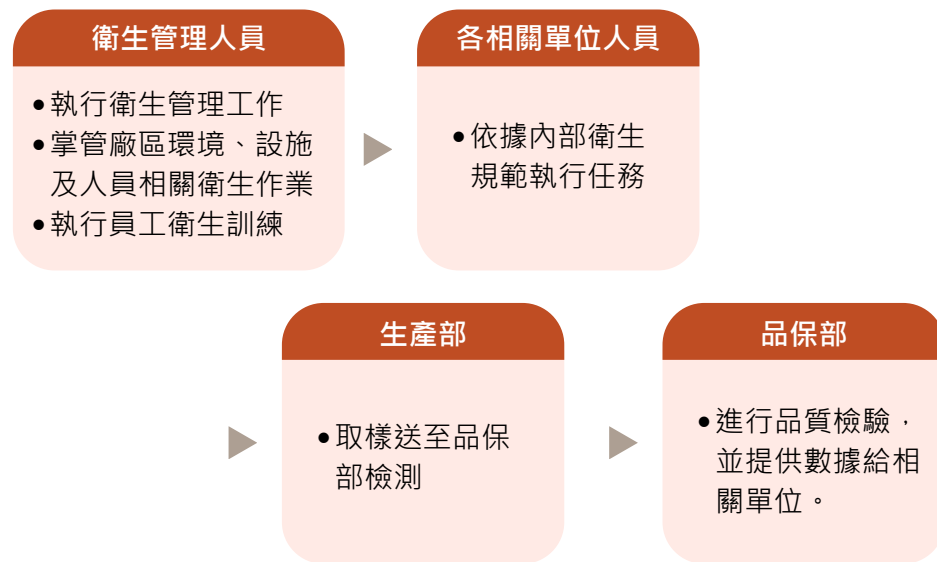 衛生管理人員
•執行衛生管理工作
•掌管廠區環境、設施
及人員相關衛生作業
•執行員工衛生訓練
各相關單位人員
•依據內部衛生
規範執行任務
生產部
•取樣送至品保
部檢測
品保部
•進行品質檢驗，
並提供數據給相
關單位。